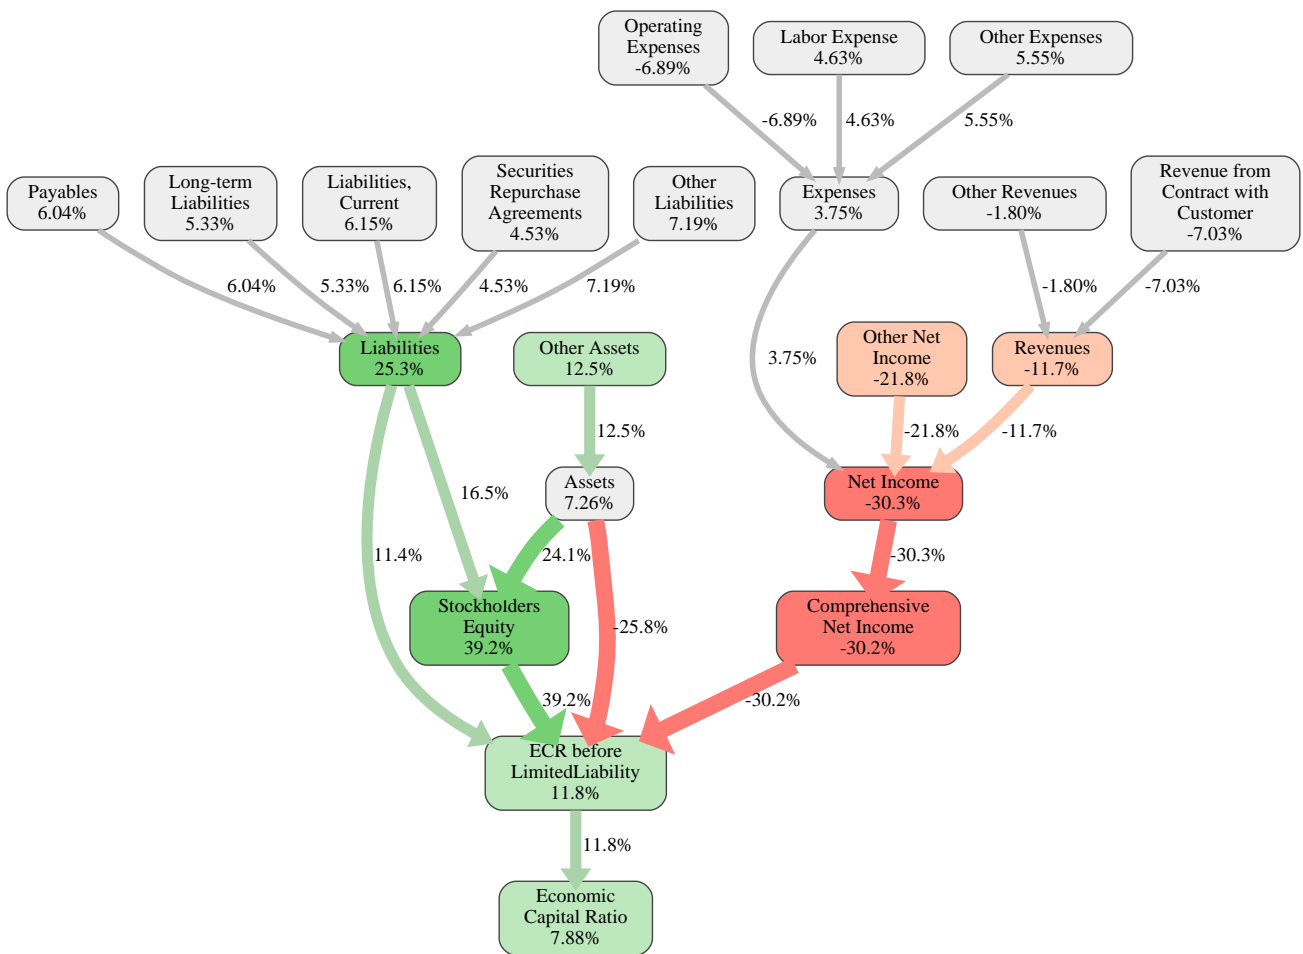 Operating
Expenses
-6.89%
Labor Expense
4.63%
Other Expenses
5.55%
-6.89%
4.63%
5.55%
Payables
6.04%
Long-term
Liabilities
5.33%
Liabilities,
Current
6.15%
Securities
Repurchase
Agreements
4.53%
Other
Liabilities
7.19%
Expenses
3.75%
Other Revenues
-1.80%
Revenue from
Contract with
Customer
-7.03%
6.04%
5.33%
6.15%
4.53%
7.19%
-1.80%
-7.03%
Liabilities
25.3%
Other Assets
12.5%
3.75%
Other Net
Income
-21.8%
Revenues
-11.7%
12.5%
-21.8%
-11.7%
16.5%
Assets
7.26%
Net Income
-30.3%
11.4%
24.1%
-30.3%
Stockholders
Equity
39.2%
-25.8%
Comprehensive
Net Income
-30.2%
39.2%
-30.2%
ECR before
LimitedLiability
11.8%
11.8%
Economic
Capital Ratio
7.88%